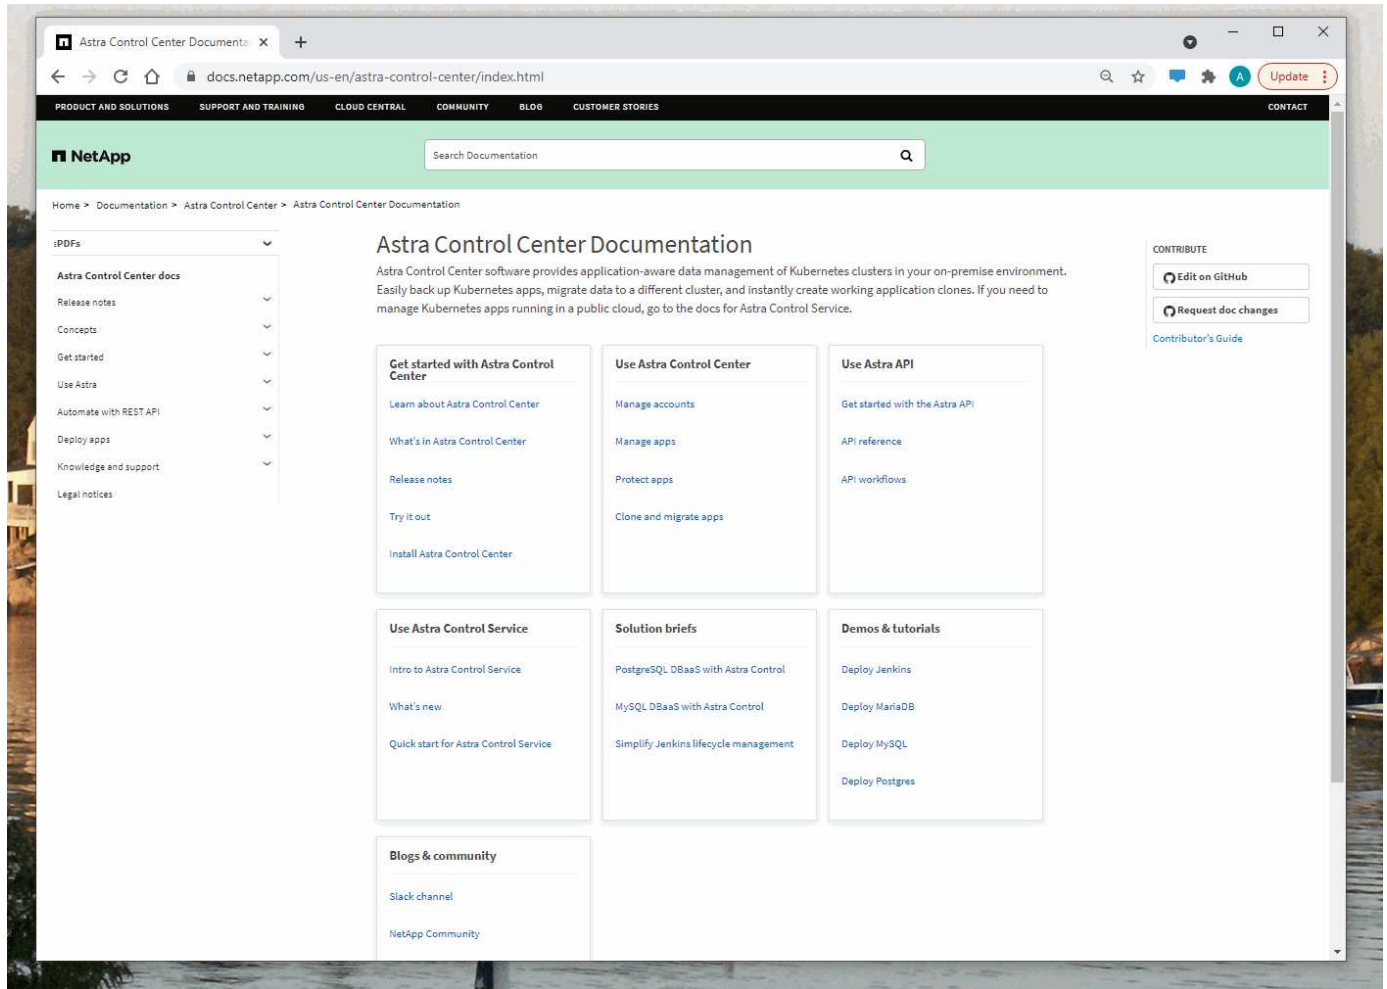 Astra Control Center Documenta
docs.netapp.com/us-en/astra-control-center/index.html
A
Update
PRODUCT AND SOLUTIONS SUPPORT AND TRAINING CLOUD CENTRAL COMMUNITY BLOG CUSTOMER STORIES CONTACT
NetApp
Search Documentation
Home > Documentation > Astra Control Center > Astra Control Center Documentation
:PDFs
Astra Control Center docs
Release notes
Concepts
Get started
Use Astra
Automate with REST API
Deploy apps
Knowledge and support
Legal notices
Astra Control Center Documentation
Astra Control Center software provides application-aware data management of Kubernetes clusters in your on-premise environment.
Easily back up Kubernetes apps, migrate data to a different cluster, and instantly create working application clones. If you need to
manage Kubernetes apps running in a public cloud, go to the docs for Astra Control Service.
CONTRIBUTE
Edit on GitHub
Request doc changes
Contributor's Guide
Get started with Astra Control
Center
Learn about Astra Control Center
What's in Astra Control Center
Release notes
Try it out
Install Astra Control Center
Use Astra Control Center
Manage accounts
Manage apps
Protect apps
Clone and migrate apps
Use Astra API
Get started with the Astra API
API reference
API workflows
Use Astra Control Service
Intro to Astra Control Service
What's new
Quick start for Astra Control Service
Solution briefs
PostgreSQL DBaaS with Astra Control
MySQL DBaaS with Astra Control
Simplify Jenkins lifecycle management
Demos & tutorials
Deploy Jenkins
Deploy MariaDB
Deploy MySQL
Deploy Postgres
Blogs & community
Slack channel
NetApp Community